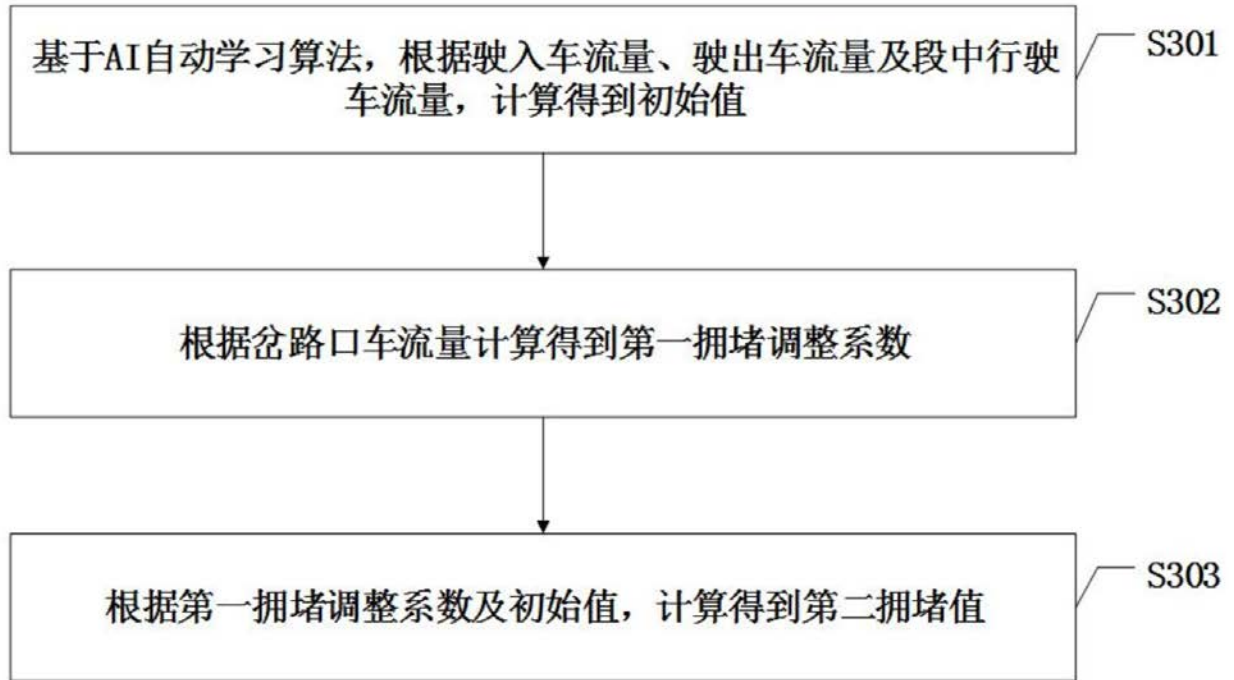 基于AI自动学习算法，根据驶入车流量、驶出车流量及段中行驶
车流量，计算得到初始值
S301
根据岔路口车流量计算得到第一拥堵调整系数
S302
根据第一拥堵调整系数及初始值，计算得到第二拥堵值
S303